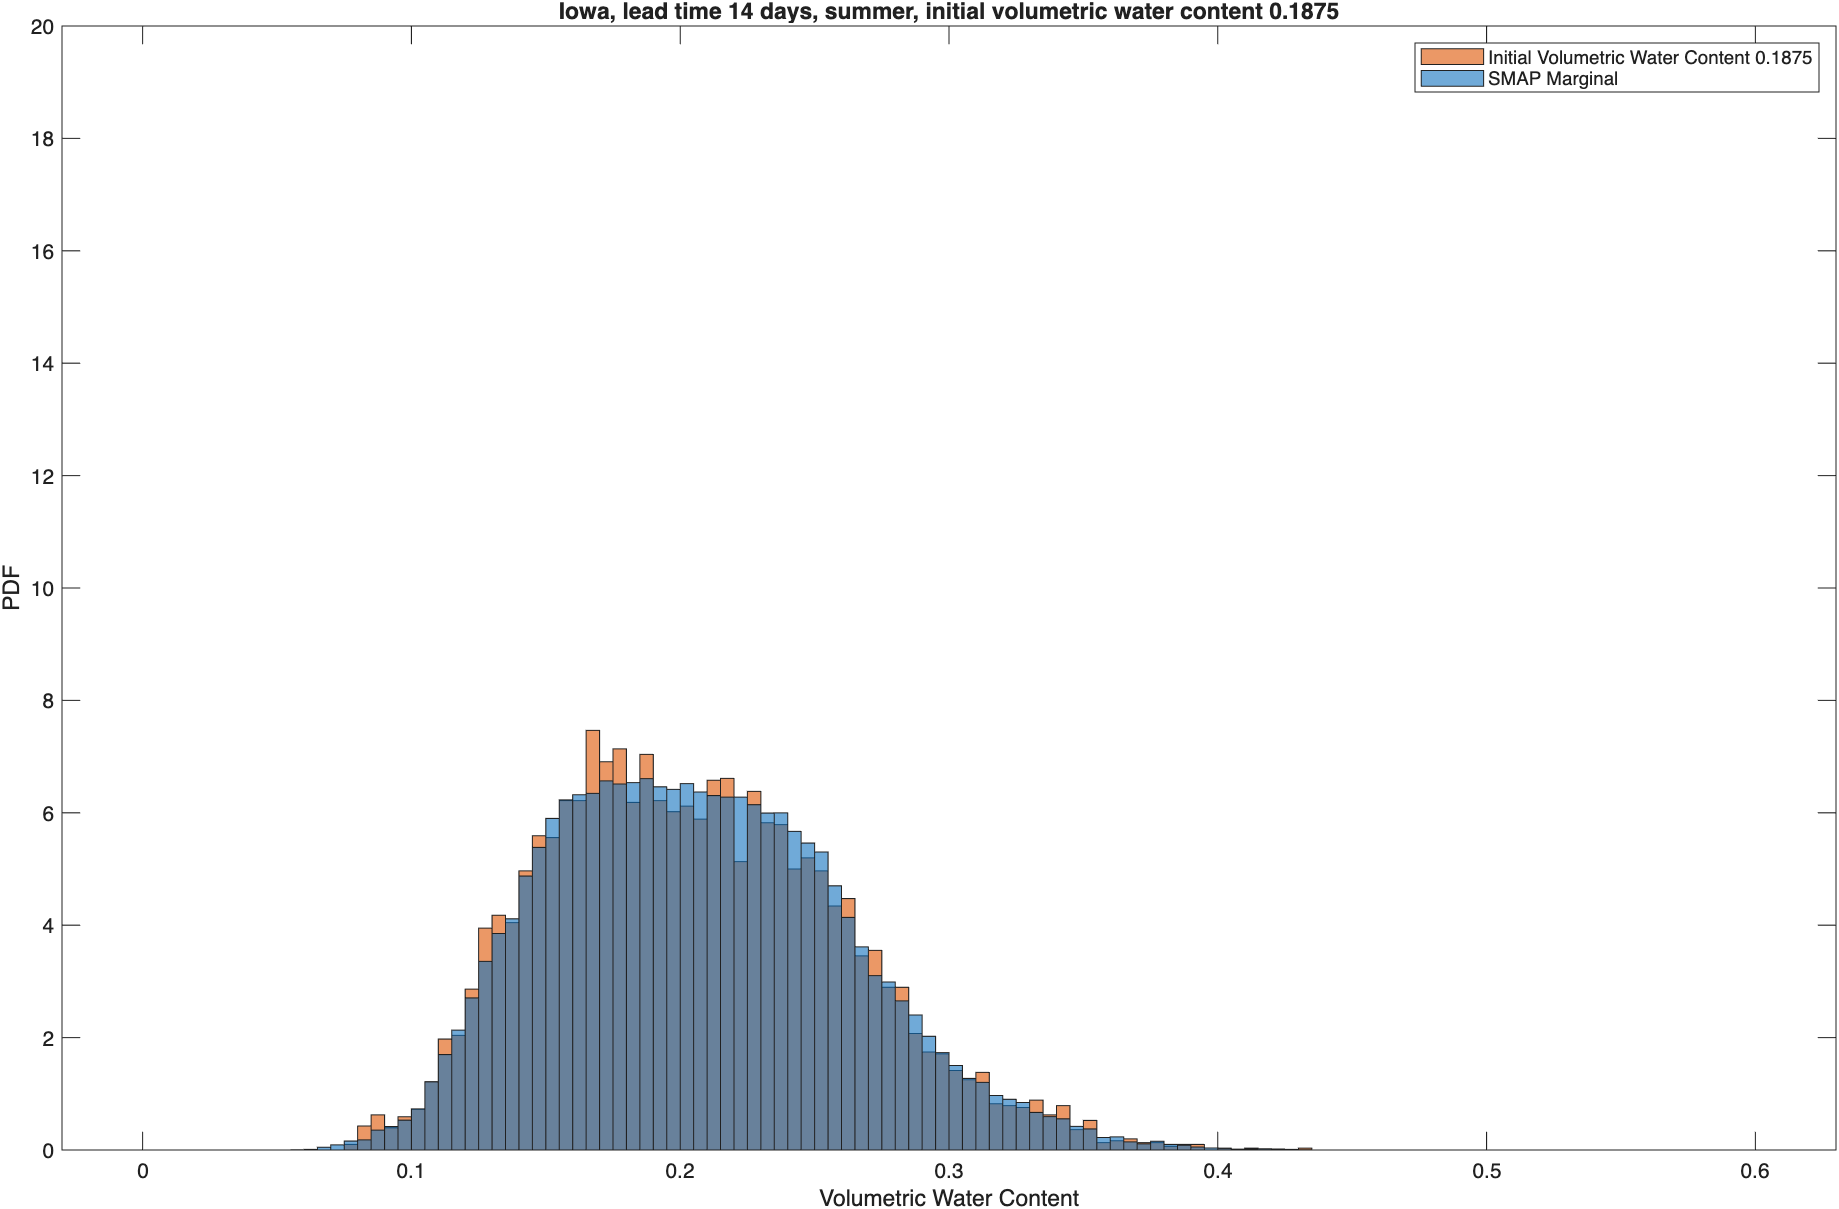 Iowa, lead time 14 days, summer, initial volumetric water content 0.1875
Initial Volumetric Water Content 0.1875
SMAP Marginal
20
18
16
14
12
10
8
6
4
2
0
PDF
0 0.1 0.2 0.3 0.4 0.5 0.6
Volumetric Water Content